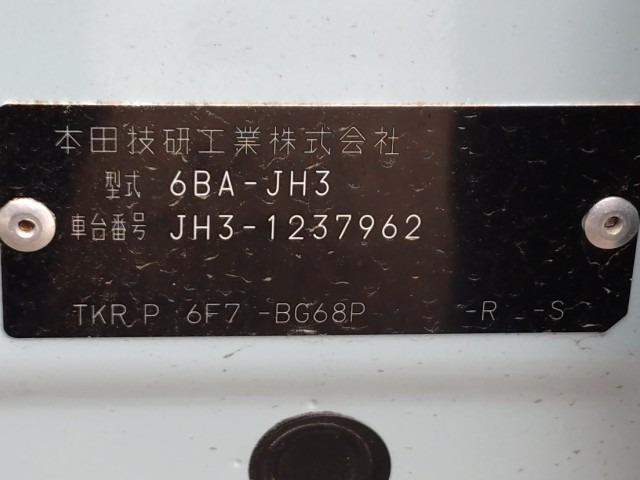 本田技研工業株式会社
型式 6BA-JH3
車台番号 JH3-1237962
TKR P 6F7 -BG68P -R -S